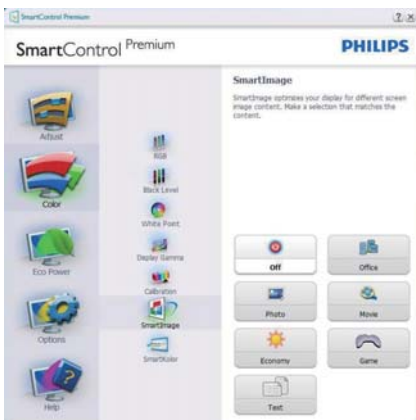 SmartControl Premium
SmartControl Premium
PHILIPS
Adjust
Color
Eco Power
Options
Help
RGB
Black Level
White Point
Display Gamma
Calibration
SmartImage
SmartKolor
SmartImage
SmartImage optimizes your display for different screen
image content. Make a selection that matches the
content.
Off
Office
Photo
Movie
Economy
Game
Text